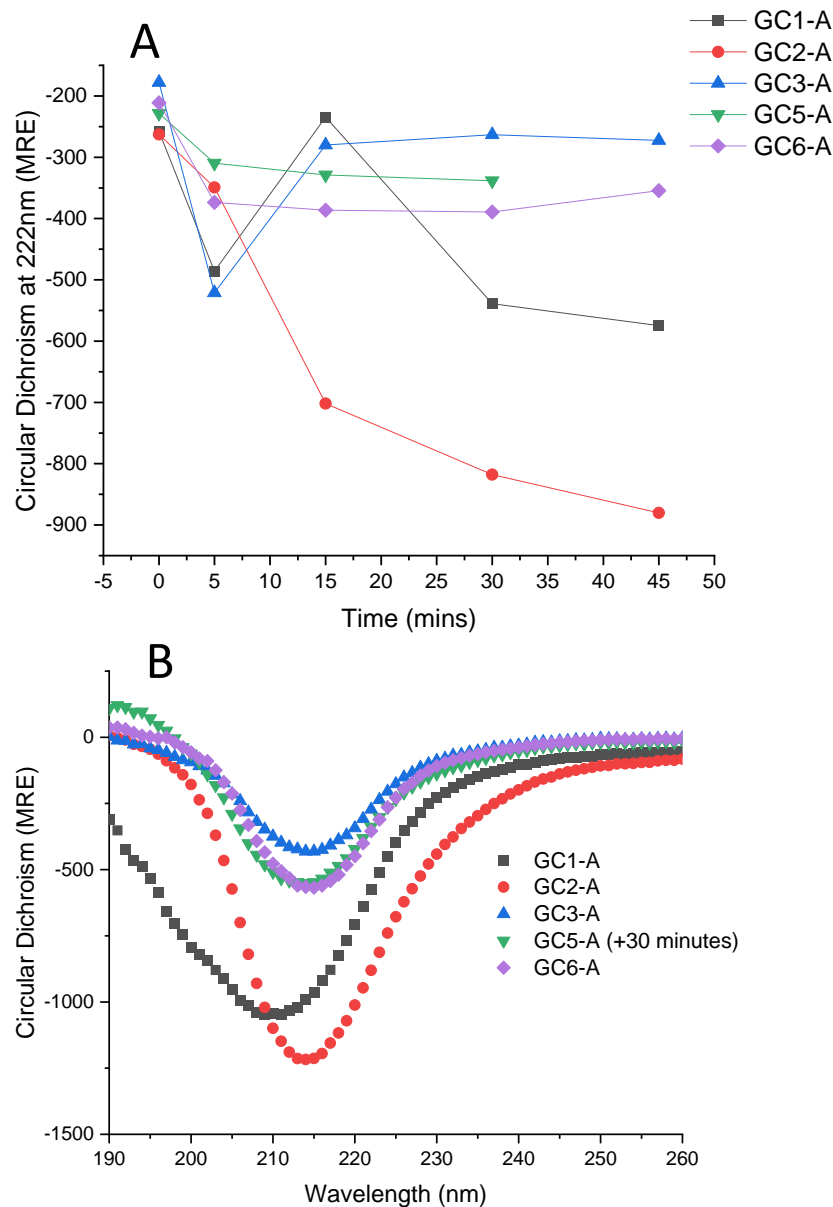 A
GC1-A
GC2-A
GC3-A
GC5-A
GC6-A
Circular Dichroism at 222nm (MRE)
-200
-300
-400
-500
-600
-700
-800
-900
-5 0 5 10 15 20 25 30 35 40 45 50
Time (mins)
B
Circular Dichroism (MRE)
0
-500
-1000
-1500
GC1-A
GC2-A
GC3-A
GC5-A (+30 minutes)
GC6-A
190 200 210 220 230 240 250 260
Wavelength (nm)